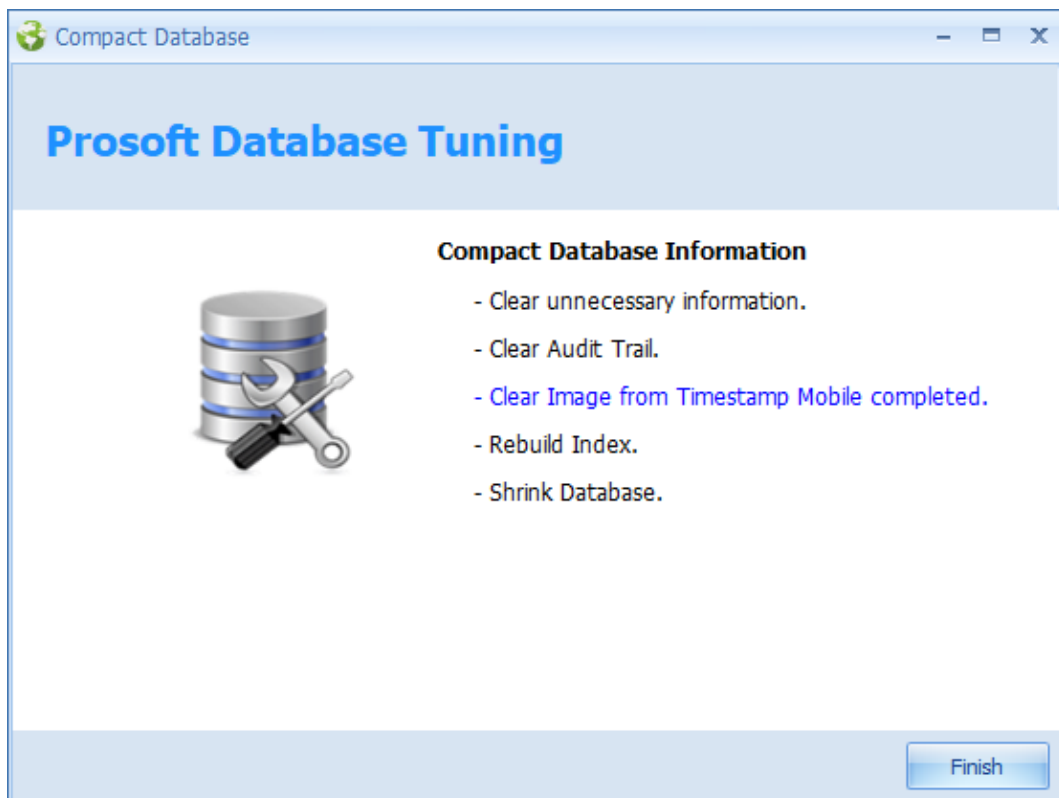 Compact Database
Prosoft Database Tuning
Compact Database Information
- Clear unnecessary information.
- Clear Audit Trail.
- Clear Image from Timestamp Mobile completed.
- Rebuild Index.
- Shrink Database.
Finish